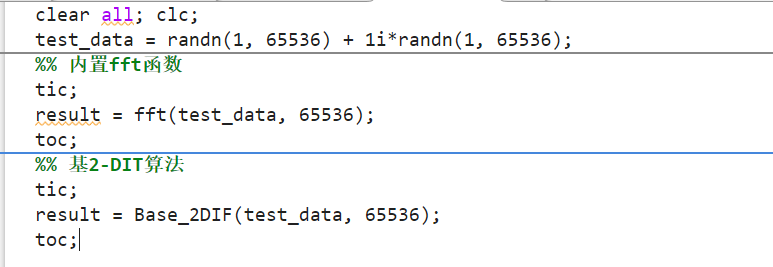 clear all; clc;
test_data = randn(1, 65536) + 1i*randn(1, 65536);
%% 内置fft函数
tic;
result = fft(test_data, 65536);
toc;
%% 基2-DIT算法
tic;
result = Base_2DIF(test_data, 65536);
toc;